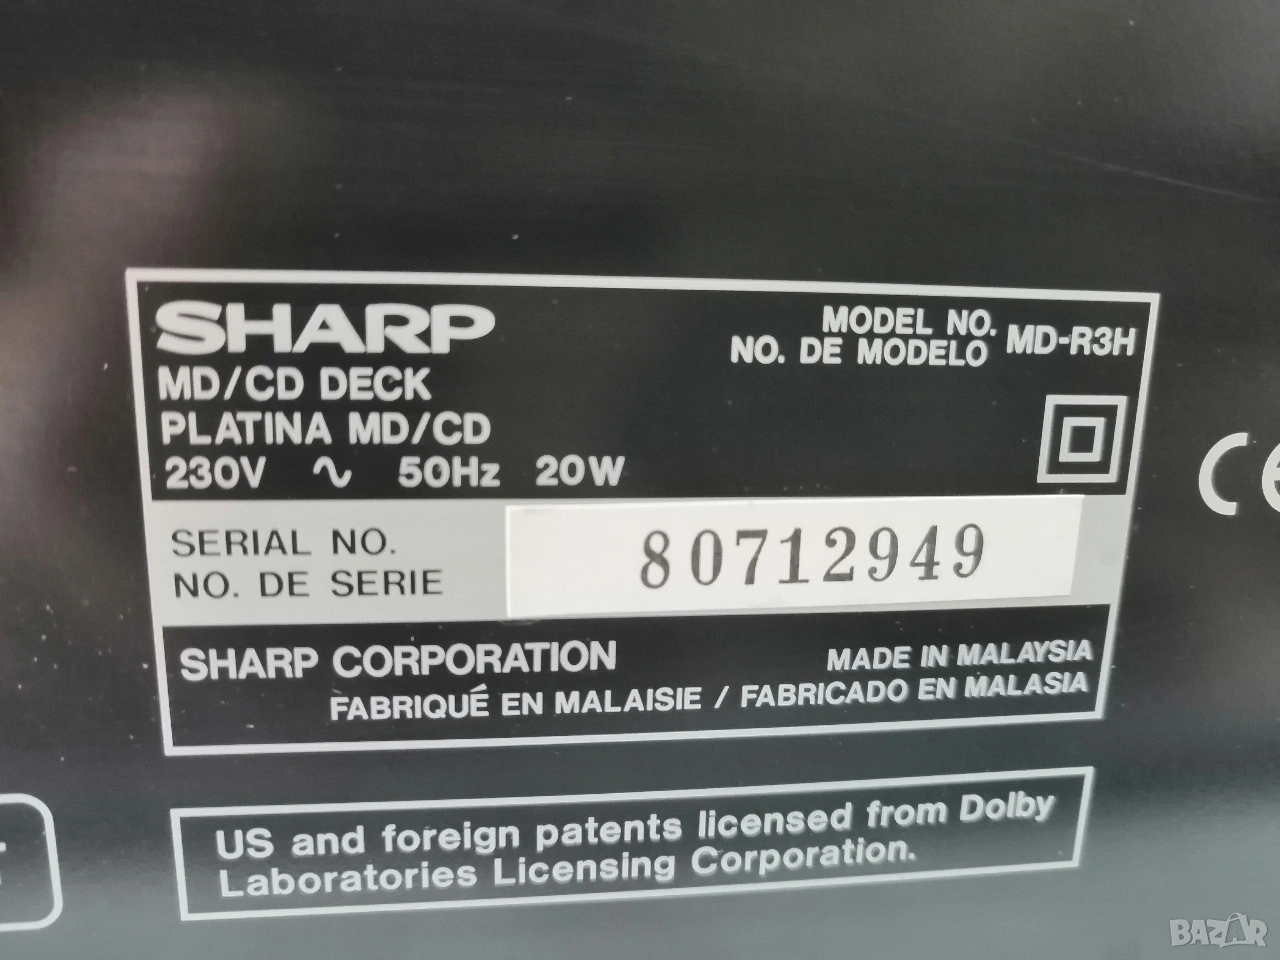 SHARP
MODEL NO.
NO. DE MODELO
MD-R3H
MD/CD DECK
PLATINA MD/CD
230V ∿ 50Hz 20W
SERIAL NO.
NO. DE SERIE
80712949
SHARP CORPORATION
MADE IN MALAYSIA
FABRIQUÉ EN MALAISIE / FABRICADO EN MALASIA
US and foreign patents licensed from Dolby
Laboratories Licensing Corporation.
CE
BAZAR